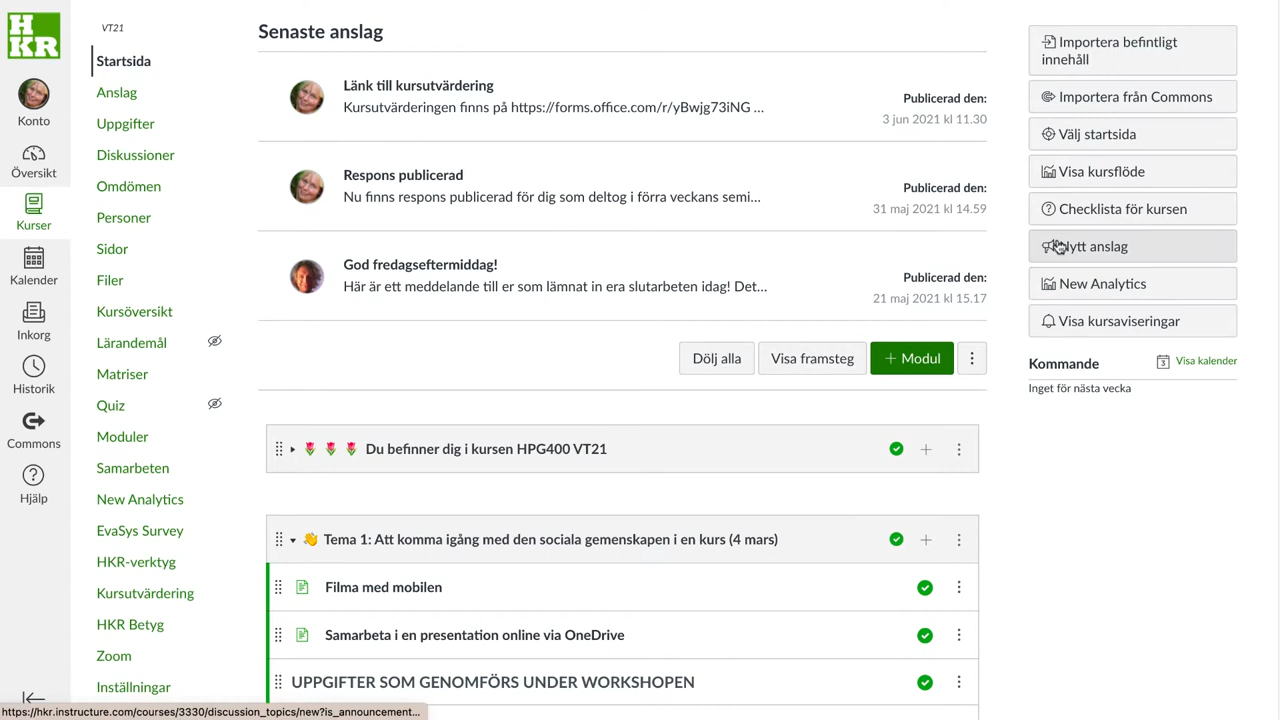 HKR
Konto
Översikt
Kurser
Kalender
Inkorg
Historik
Commons
Hjälp
VT21
Startsida
Anslag
Uppgifter
Diskussioner
Omdömen
Personer
Sidor
Filer
Kursöversikt
Lärandemål
Matriser
Quiz
Moduler
Samarbeten
New Analytics
EvaSys Survey
HKR-verktyg
Kursutvärdering
HKR Betyg
Zoom
Inställningar
Senaste anslag
Länk till kursutvärdering
Kursutvärderingen finns på https://forms.office.com/r/yBwjg73iNG ...
Publicerad den:
3 jun 2021 kl 11.30
Respons publicerad
Nu finns respons publicerad för dig som deltog i förra veckans semi...
Publicerad den:
31 maj 2021 kl 14.59
God fredagseftermiddag!
Här är ett meddelande till er som lämnat in era slutarbeten idag! Det...
Publicerad den:
21 maj 2021 kl 15.17
Dölj alla
Visa framsteg
+ Modul
Du befinner dig i kursen HPG400 VT21
Tema 1: Att komma igång med den sociala gemenskapen i en kurs (4 mars)
Filma med mobilen
Samarbeta i en presentation online via OneDrive
UPPGIFTER SOM GENOMFÖRS UNDER WORKSHOPEN
Importera befintligt
innehåll
Importera från Commons
Välj startsida
Visa kursflöde
Checklista för kursen
anslag
New Analytics
Visa kursaviseringar
Kommande
Visa kalender
Inget för nästa vecka
https://hkr.instructure.com/courses/3330/discussion_topics/new?is_announcement...